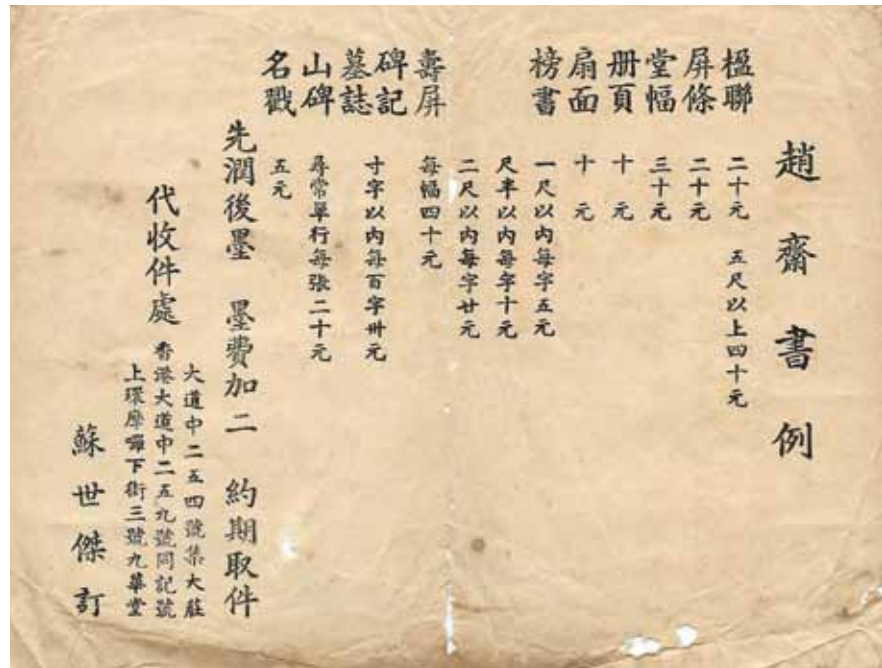 趙齋書例
楹聯 二十元 五尺以上四十元
屏條 二十元
堂幅 三十元
册頁 十元
扇面 十元
榜書 一尺以內每字五元
尺半以內每字十元
二尺以內每字廿元
壽屏 每幅四十元
碑記
墓誌 寸字以內每百字卅元
山碑 尋常單行每張二十元
名戳 五元
先潤後墨 墨費加二 約期取件
代收件處
大道中二五四號集大莊
香港大道中二五九號同記號
上環摩囉下街三號九華堂
蘇世傑訂